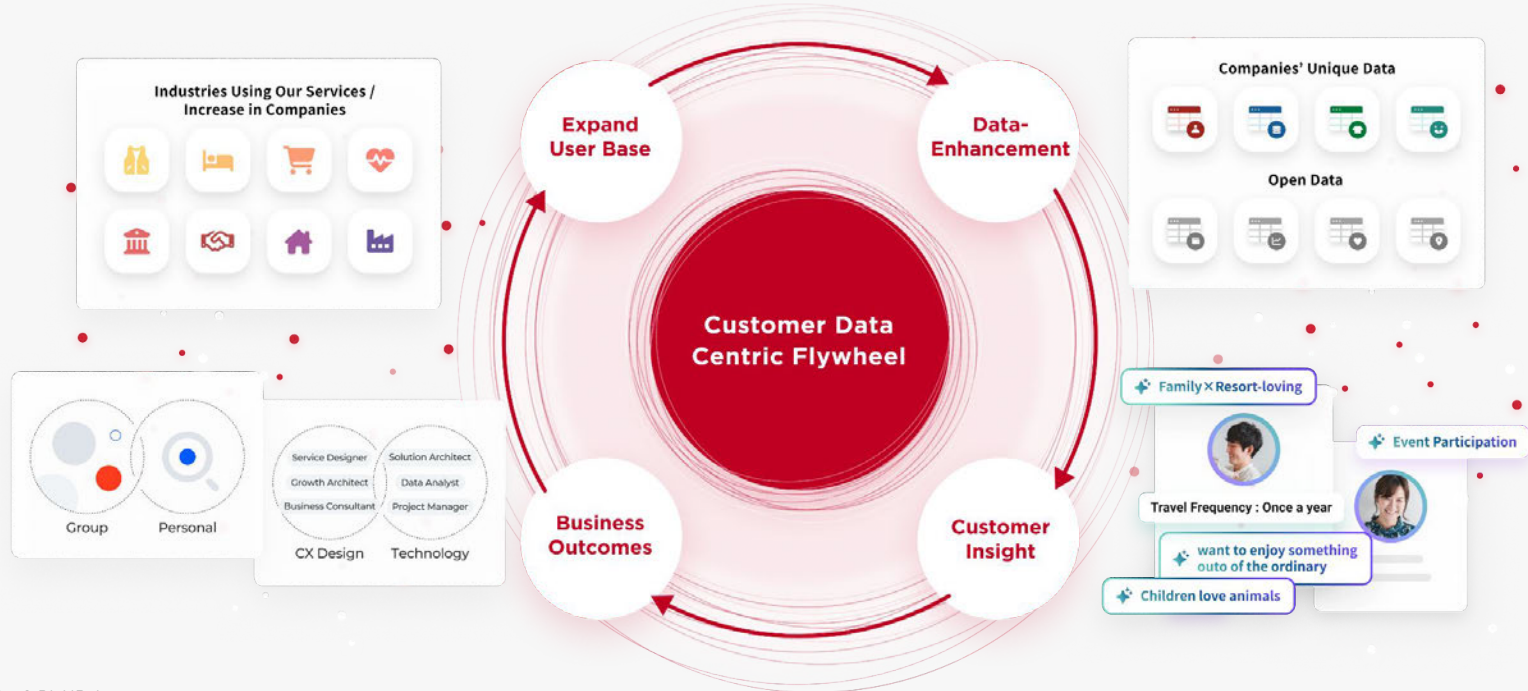 Industries Using Our Services /
Increase in Companies
Expand
User Base
Data-
Enhancement
Companies' Unique Data
Open Data
Customer Data
Centric Flywheel
Group
Personal
Service Designer
Growth Architect
Business Consultant
CX Design
Solution Architect
Data Analyst
Project Manager
Technology
Business
Outcomes
Customer
Insight
Family×Resort-loving
Event Participation
Travel Frequency : Once a year
want to enjoy something
outo of the ordinary
Children love animals